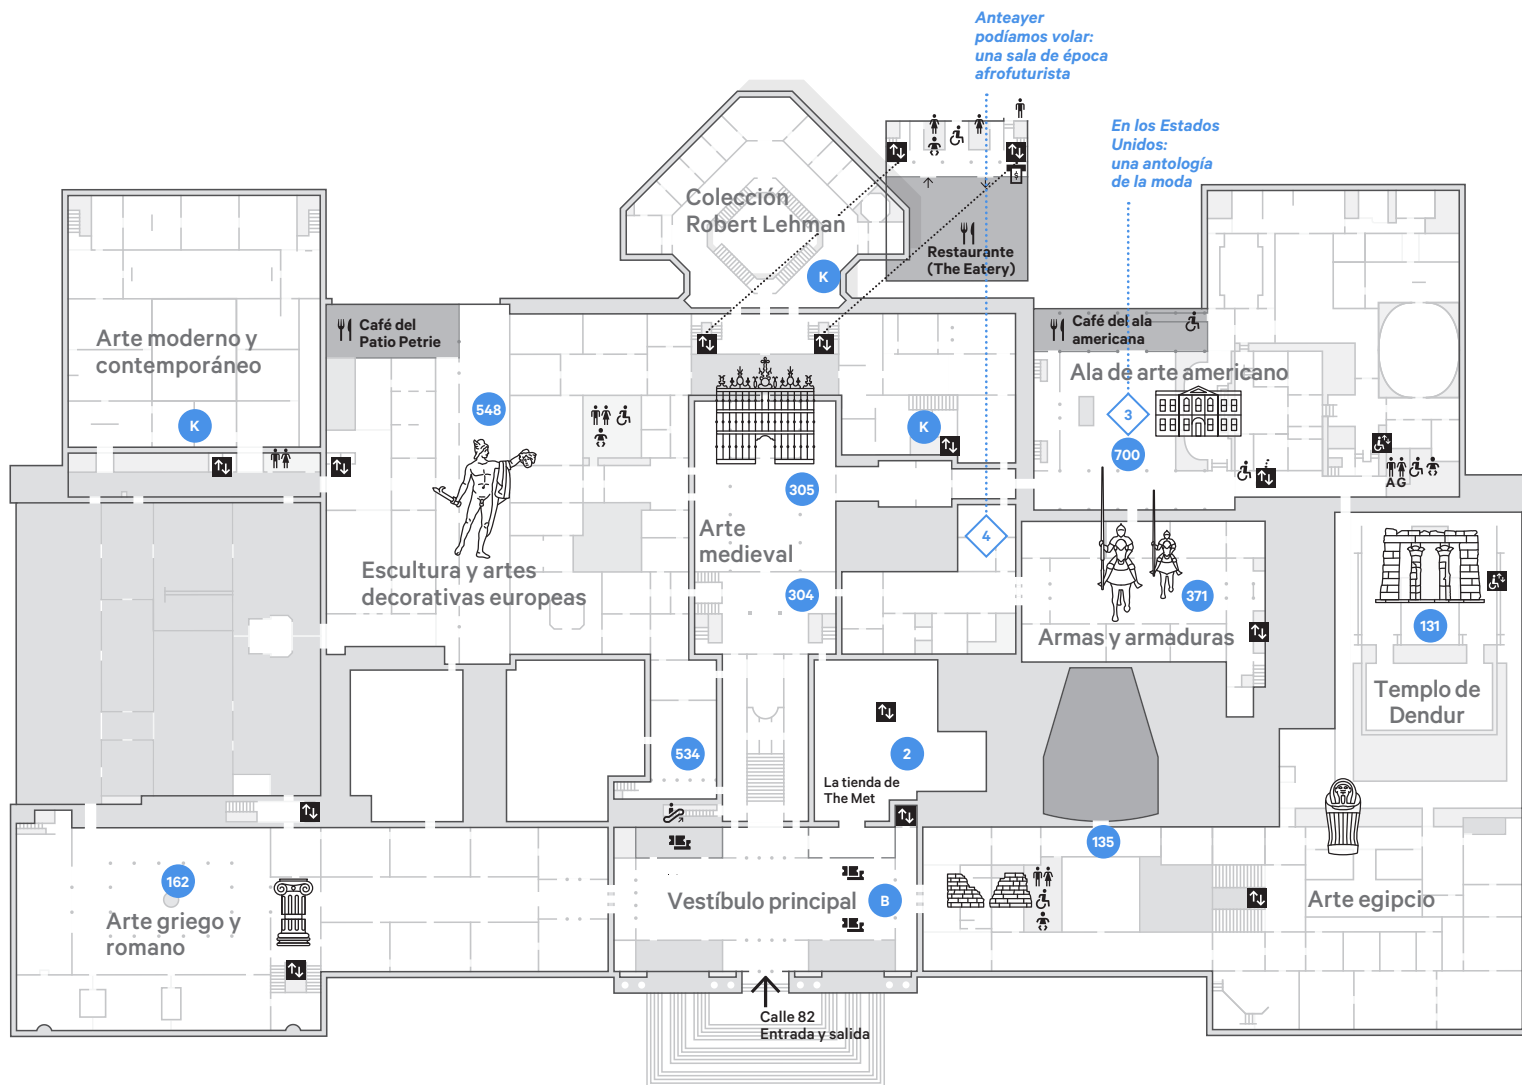 Anteayer
podíamos volar:
una sala de época
afrofuturista
En los Estados
Unidos:
una antología
de la moda
Colección
Robert Lehman
K
Restaurante
(The Eatery)
Café del
Patio Petrie
Café del ala
americana
Arte moderno y
contemporáneo
K
548
K
Ala de arte americano
3
700
AG
305
Arte
medieval
4
Escultura y artes
decorativas europeas
304
371
Armas y armaduras
131
Templo de
Dendur
534
2
La tienda de
The Met
135
162
Arte griego y
romano
Vestíbulo principal
B
Arte egipcio
Calle 82
Entrada y salida